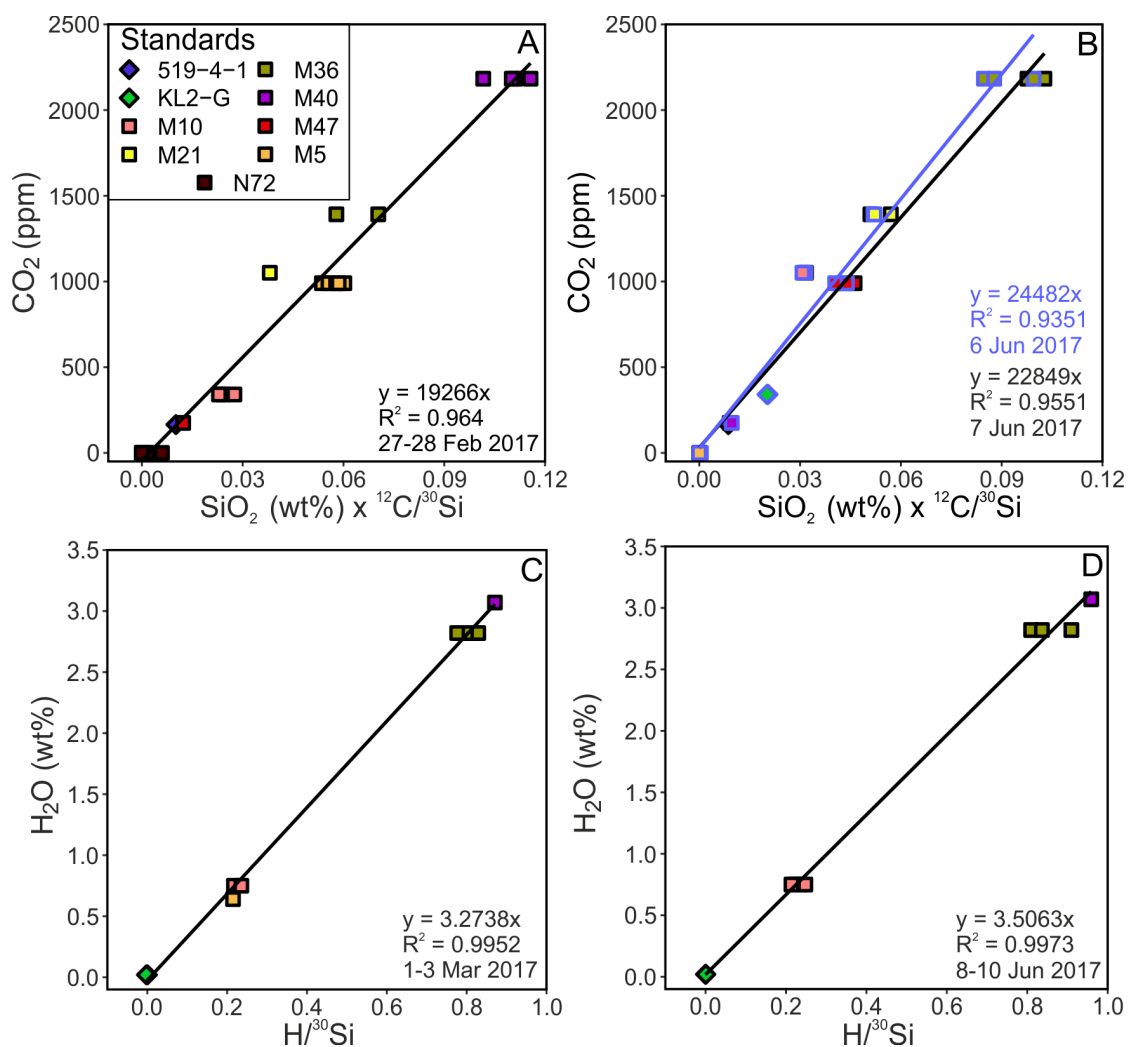 A
Standards
519−4−1
M36
KL2−G
M40
M10
M47
M21
M5
N72
2500
2000
1500
1000
500
0
CO₂ (ppm)
y = 19266x
R² = 0.964
27-28 Feb 2017
0.00
0.03
0.06
0.09
0.12
SiO₂ (wt%) x ¹²C/³⁰Si
B
2500
2000
1500
1000
500
0
CO₂ (ppm)
y = 24482x
R² = 0.9351
6 Jun 2017
y = 22849x
R² = 0.9551
7 Jun 2017
0.00
0.03
0.06
0.09
0.12
SiO₂ (wt%) x ¹²C/³⁰Si
C
3.5
3.0
2.5
2.0
1.5
1.0
0.5
0.0
H₂O (wt%)
y = 3.2738x
R² = 0.9952
1-3 Mar 2017
0.0
0.2
0.4
0.6
0.8
1.0
H/³⁰Si
D
3.5
3.0
2.5
2.0
1.5
1.0
0.5
0.0
H₂O (wt%)
y = 3.5063x
R² = 0.9973
8-10 Jun 2017
0.0
0.2
0.4
0.6
0.8
1.0
H/³⁰Si